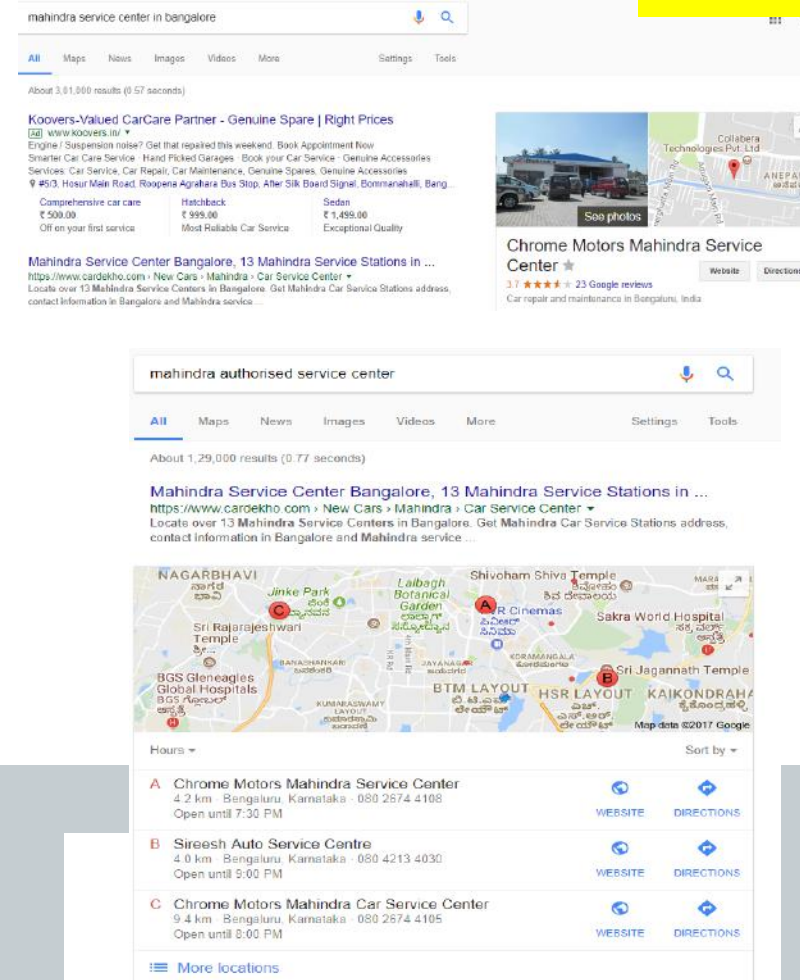 mahindra service center in bangalore
All Maps News Images Videos More Settings Tools
About 3,01,000 results (0.57 seconds)
Koovers-Valued CarCare Partner - Genuine Spare | Right Prices
Ad www.koovers.in/
Engine / Suspension noise? Get that repaired this weekend. Book Appointment Now
Smarter Car Care Service · Hand Picked Garages · Book your Car Service · Genuine Accessories
Services: Car Service, Car Repair, Car Maintenance, Genuine Spares, Genuine Accessories
#5/3, Hosur Main Road, Roopena Agrahara Bus Stop, After Silk Board Signal, Bommanahalli, Bang...
Comprehensive car care Hatchback Sedan
₹ 500.00 ₹ 999.00 ₹ 1,499.00
Off on your first service Most Reliable Car Service Exceptional Quality
Mahindra Service Center Bangalore, 13 Mahindra Service Stations in ...
https://www.cardekho.com › New Cars › Mahindra › Car Service Center
Locate over 13 Mahindra Service Centers in Bangalore. Get Mahindra Car Service Stations address,
contact information in Bangalore and Mahindra service ...
See photos
Collabera
Technologies Pvt. Ltd
ANEPA
Chrome Motors Mahindra Service
Center
Website Directions
3.7 23 Google reviews
Car repair and maintenance in Bengaluru, India
mahindra authorised service center
All Maps News Images Videos More Settings Tools
About 1,29,000 results (0.77 seconds)
Mahindra Service Center Bangalore, 13 Mahindra Service Stations in ...
https://www.cardekho.com › New Cars › Mahindra › Car Service Center
Locate over 13 Mahindra Service Centers in Bangalore. Get Mahindra Car Service Stations address,
contact information in Bangalore and Mahindra service ...
NAGARBHAVI
ನಾಗರ
ಭಾವಿ
Jinke Park
C
Lalbagh
Botanical
Garden
Shivoham Shiva Temple
ಶಿವ ದೇವಾಲಯ
A
R Cinemas
MARA
Sakra World Hospital
Sri Rajarajeshwari
Temple
BANASHANKARI
JAYANAGAR
KORAMANGALA
B
Sri Jagannath Temple
BGS Gleneagles
Global Hospitals
KUMARASWAMY
LAYOUT
BTM LAYOUT
HSR LAYOUT
KAIKONDRAHA
Map data ©2017 Google
Hours Sort by
A Chrome Motors Mahindra Service Center
4.2 km · Bengaluru, Karnataka · 080 2674 4108
Open until 7:30 PM
WEBSITE DIRECTIONS
B Sireesh Auto Service Centre
4.0 km · Bengaluru, Karnataka · 080 4213 4030
Open until 9:00 PM
WEBSITE DIRECTIONS
C Chrome Motors Mahindra Car Service Center
9.4 km · Bengaluru, Karnataka · 080 2674 4105
Open until 8:00 PM
WEBSITE DIRECTIONS
More locations